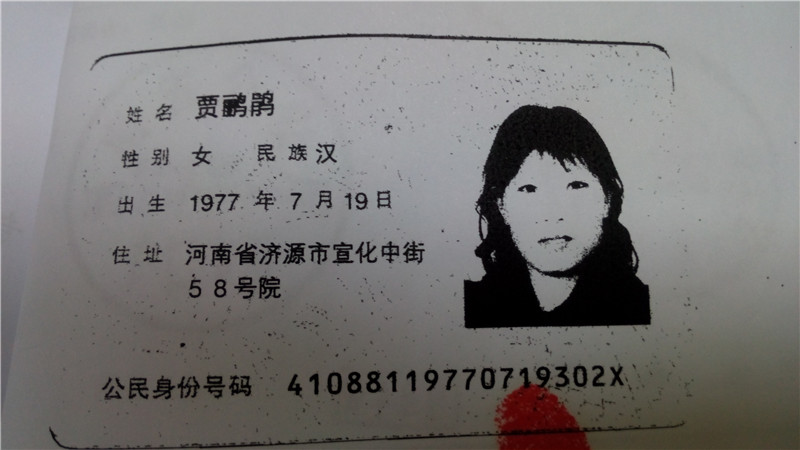 姓名 贾鹂鹃
性别 女 民族 汉
出生 1977 年 7 月 19 日
住址 河南省济源市宣化中街
58号院
公民身份号码 41088119770719302X